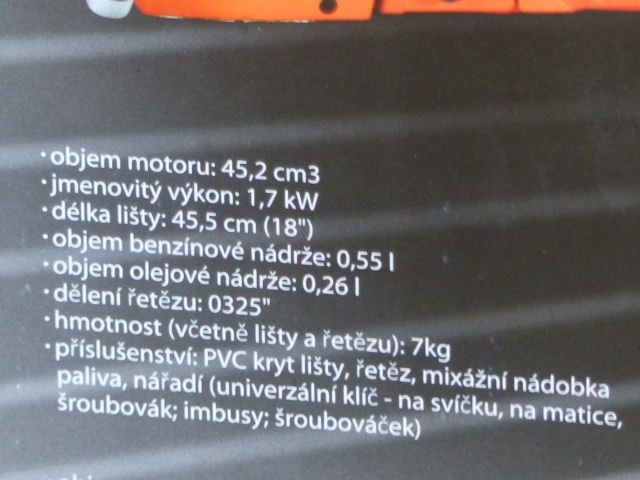 · objem motoru: 45,2 cm3
· jmenovitý výkon: 1,7 kW
· délka lišty: 45,5 cm (18")
· objem benzínové nádrže: 0,55 l
· objem olejové nádrže: 0,26 l
· dělení řetězu: 0325"
· hmotnost (včetně lišty a řetězu): 7kg
· příslušenství: PVC kryt lišty, řetěz, mixážní nádobka
paliva, nářadí (univerzální klíč - na svíčku, na matice,
šroubovák; imbusy; šroubováček)